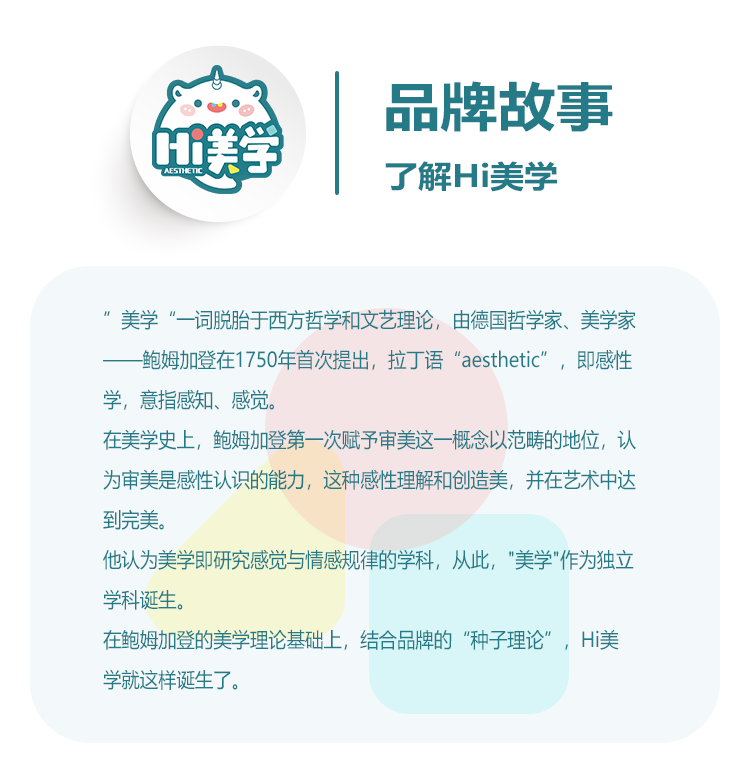 Hi美学
AESTHETIC
品牌故事
了解Hi美学
”美学“一词脱胎于西方哲学和文艺理论，由德国哲学家、美学家
——鲍姆加登在1750年首次提出，拉丁语“aesthetic”，即感性
学，意指感知、感觉。
在美学史上，鲍姆加登第一次赋予审美这一概念以范畴的地位，认
为审美是感性认识的能力，这种感性理解和创造美，并在艺术中达
到完美。
他认为美学即研究感觉与情感规律的学科，从此，"美学"作为独立
学科诞生。
在鲍姆加登的美学理论基础上，结合品牌的“种子理论”，Hi美
学就这样诞生了。